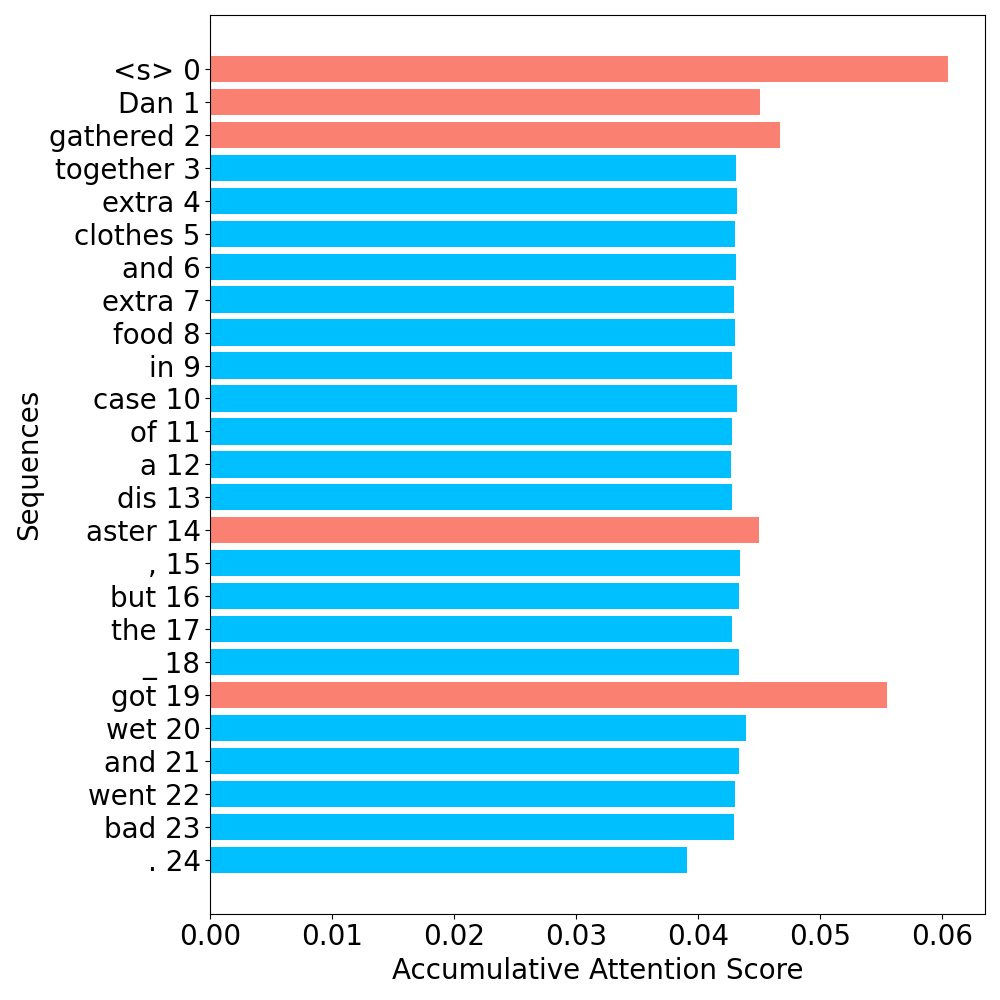 <s> 0
Dan 1
gathered 2
together 3
extra 4
clothes 5
and 6
extra 7
food 8
in 9
case 10
of 11
a 12
dis 13
aster 14
, 15
but 16
the 17
_ 18
got 19
wet 20
and 21
went 22
bad 23
. 24
Sequences
0.00 0.01 0.02 0.03 0.04 0.05 0.06
Accumulative Attention Score